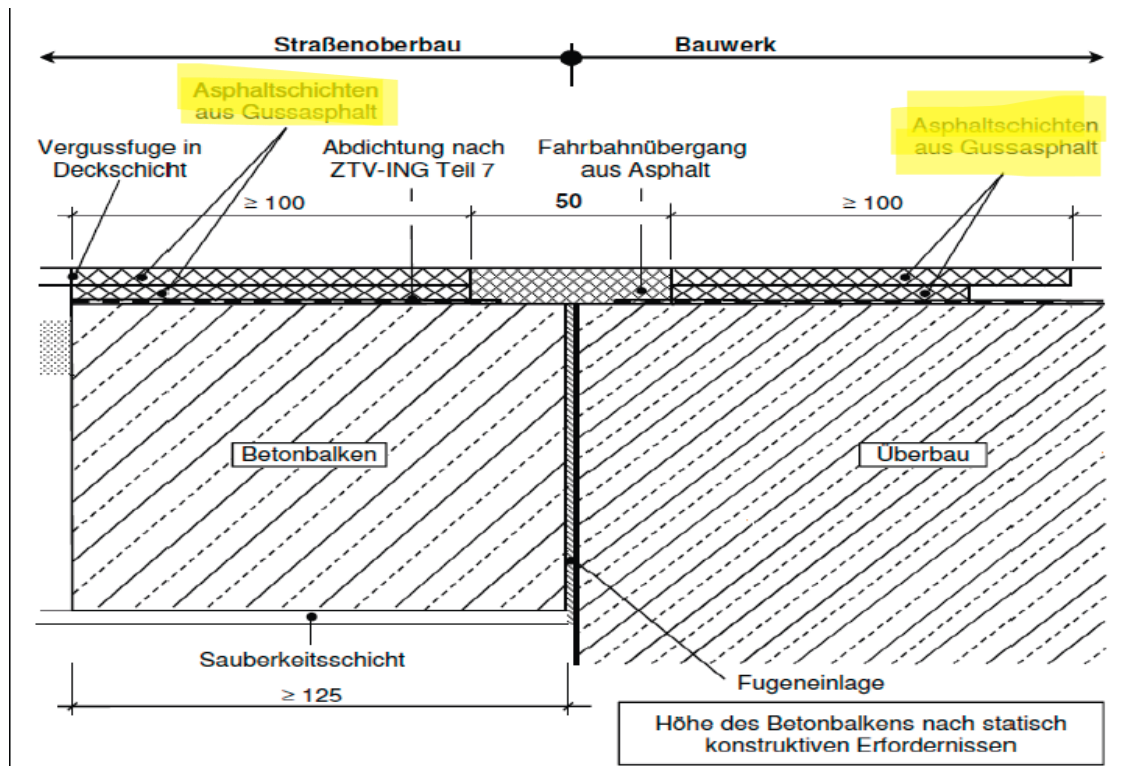 Straßenoberbau
Bauwerk
Asphaltschichten
aus Gussasphalt
Asphaltschichten
aus Gussasphalt
Vergussfuge in
Deckschicht
Abdichtung nach
ZTV-ING Teil 7
Fahrbahnübergang
aus Asphalt
≥ 100
50
≥ 100
Betonbalken
Überbau
Sauberkeitsschicht
≥ 125
Fugeneinlage
Höhe des Betonbalkens nach statisch
konstruktiven Erfordernissen